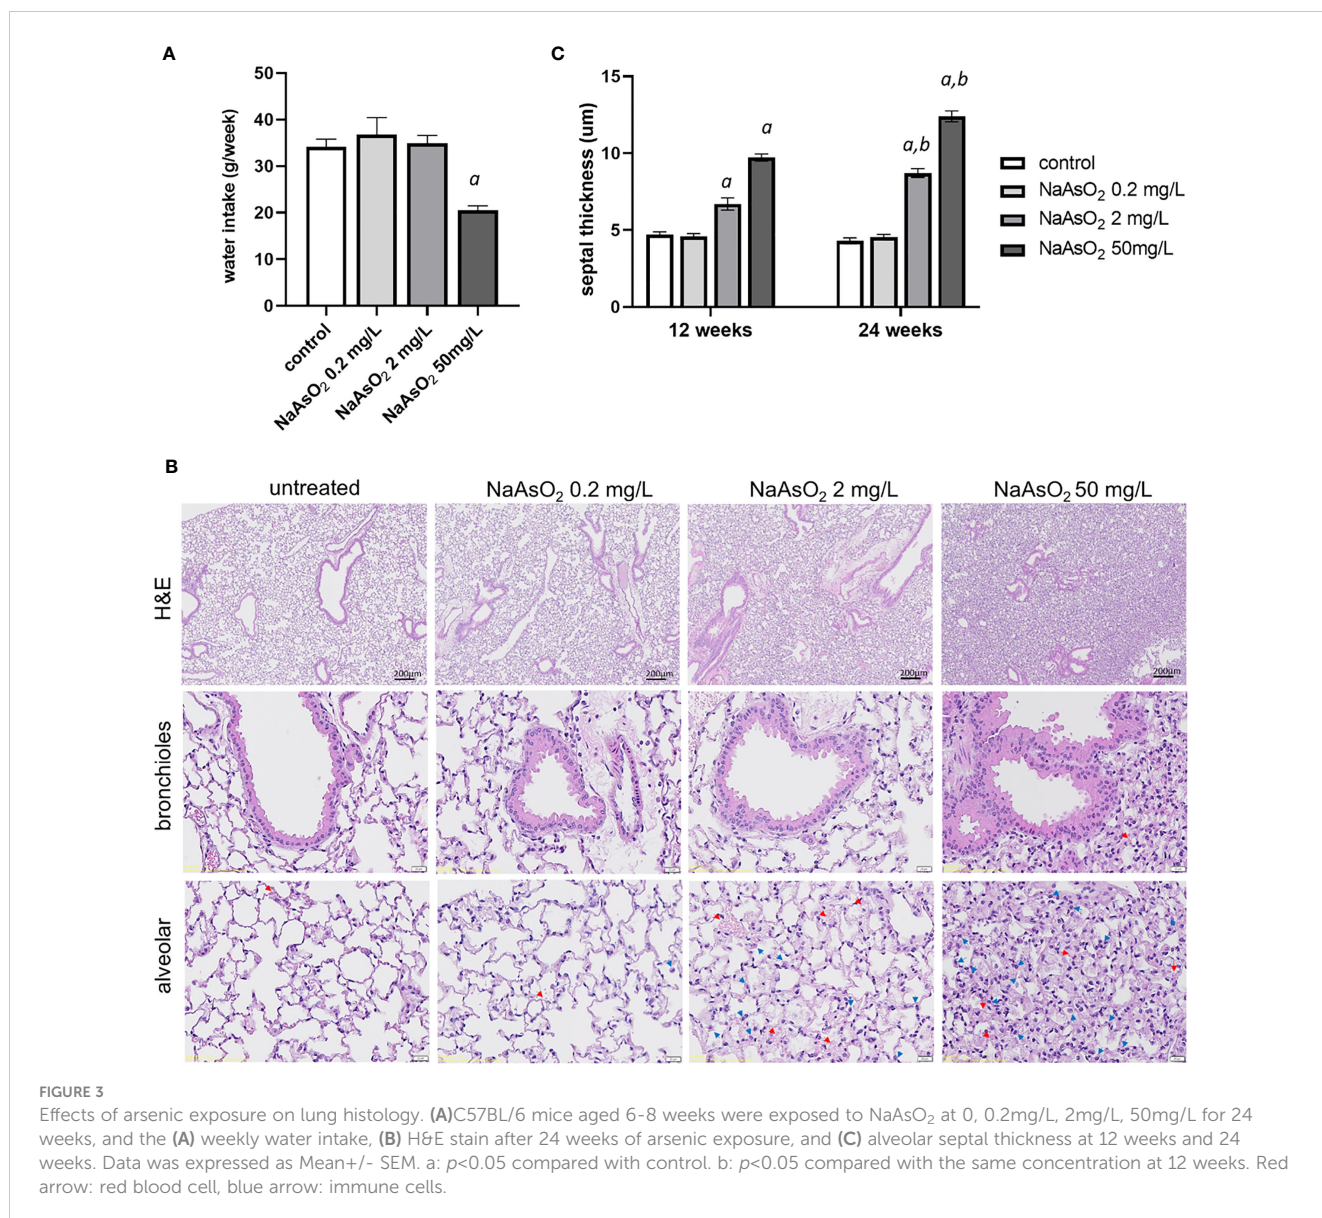 A
water intake (g/week)
50
40
30
20
10
0
a
control
NaAsO₂ 0.2 mg/L
NaAsO₂ 2 mg/L
NaAsO₂ 50mg/L
C
septal thickness (um)
15
10
5
0
a
a
a,b
a,b
12 weeks
24 weeks
control
NaAsO₂ 0.2 mg/L
NaAsO₂ 2 mg/L
NaAsO₂ 50mg/L
B
untreated
NaAsO₂ 0.2 mg/L
NaAsO₂ 2 mg/L
NaAsO₂ 50 mg/L
H&E
200μm
200μm
200μm
200μm
bronchioles
alveolar
FIGURE 3
Effects of arsenic exposure on lung histology. (A)C57BL/6 mice aged 6-8 weeks were exposed to NaAsO₂ at 0, 0.2mg/L, 2mg/L, 50mg/L for 24
weeks, and the (A) weekly water intake, (B) H&E stain after 24 weeks of arsenic exposure, and (C) alveolar septal thickness at 12 weeks and 24
weeks. Data was expressed as Mean+/- SEM. a: p<0.05 compared with control. b: p<0.05 compared with the same concentration at 12 weeks. Red
arrow: red blood cell, blue arrow: immune cells.